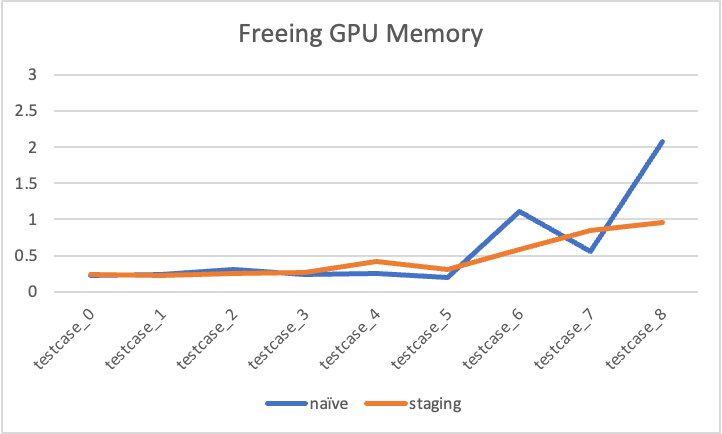 Freeing GPU Memory
3
2.5
2
1.5
1
0.5
0
testcase_0 testcase_1 testcase_2 testcase_3 testcase_4 testcase_5 testcase_6 testcase_7 testcase_8
naïve staging